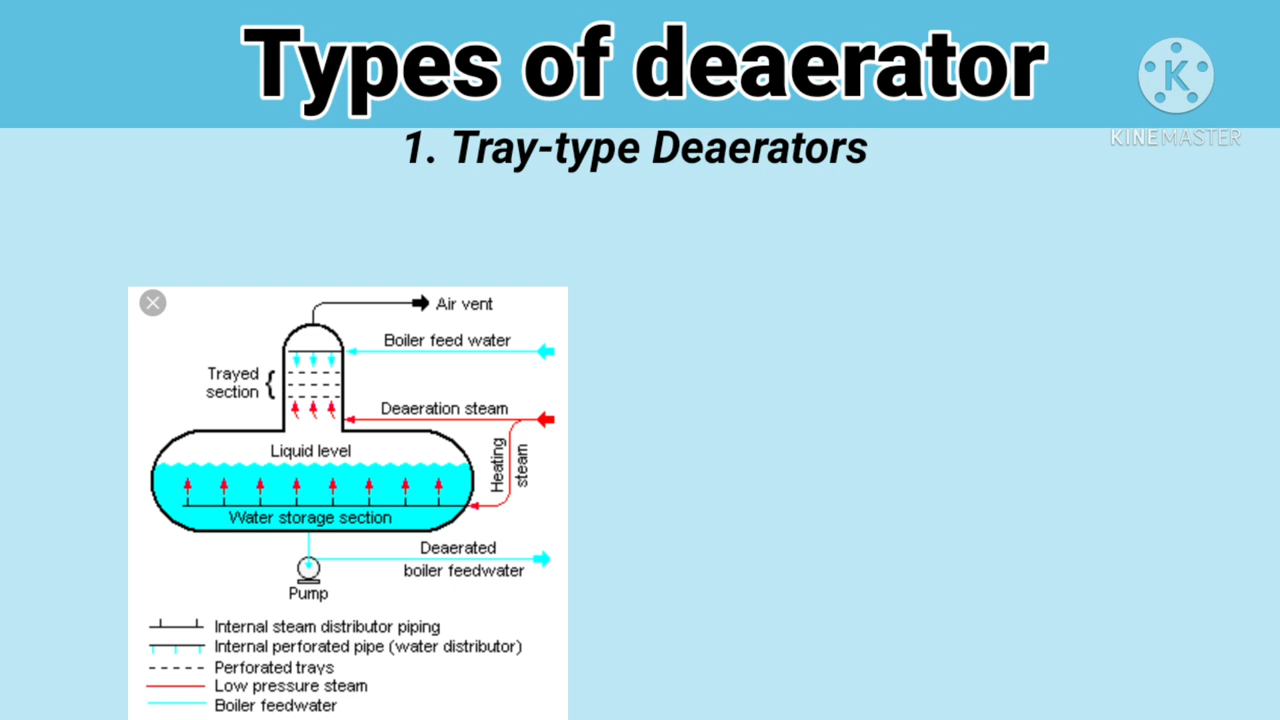 Types of deaerator
K
KINEMASTER
1. Tray-type Deaerators
Air vent
Boiler feed water
Trayed
section
Deaeration steam
Heating
steam
Liquid level
Water storage section
Deaerated
boiler feedwater
Pump
Internal steam distributor piping
Internal perforated pipe (water distributor)
Perforated trays
Low pressure steam
Boiler feedwater